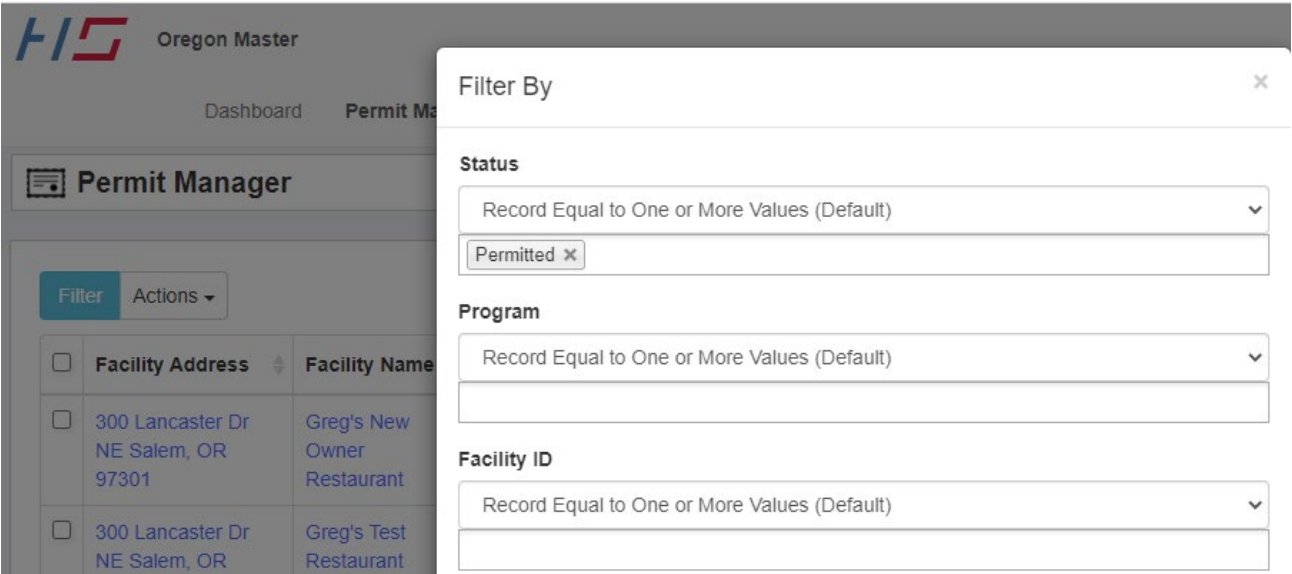 HS Oregon Master
Dashboard Permit Ma
Permit Manager
Filter Actions
Facility Address Facility Name
300 Lancaster Dr
NE Salem, OR
97301
Greg's New
Owner
Restaurant
300 Lancaster Dr
NE Salem, OR
Greg's Test
Restaurant
Filter By ×
Status
Record Equal to One or More Values (Default)
Permitted ×
Program
Record Equal to One or More Values (Default)
Facility ID
Record Equal to One or More Values (Default)